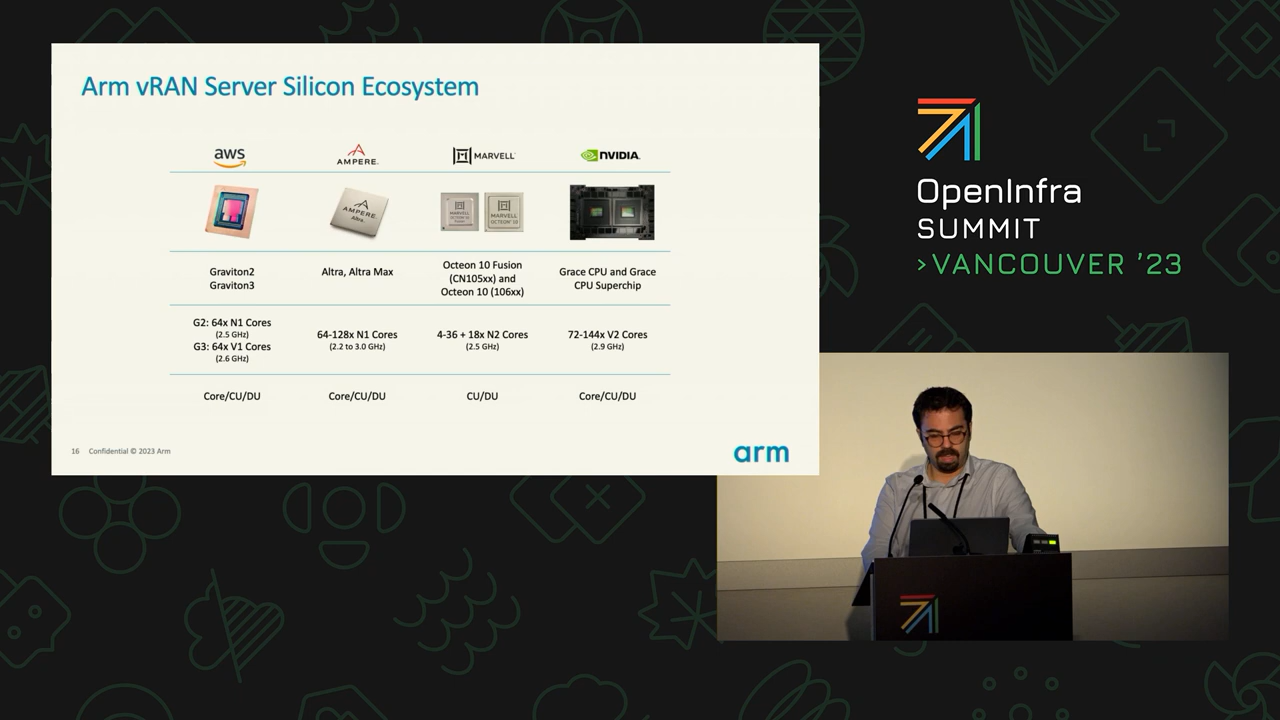 Arm vRAN Server Silicon Ecosystem
aws
AMPERE
MARVELL
NVIDIA
AMPERE
Altra
MARVELL
MARVELL
OCTEON 10
Graviton2
Graviton3
Altra, Altra Max
Octeon 10 Fusion
(CN105xx) and
Octeon 10 (106xx)
Grace CPU and Grace
CPU Superchip
G2: 64x N1 Cores
(2.5 GHz)
G3: 64x V1 Cores
(2.6 GHz)
64-128x N1 Cores
(2.2 to 3.0 GHz)
4-36 + 18x N2 Cores
(2.5 GHz)
72-144x V2 Cores
(2.9 GHz)
Core/CU/DU
Core/CU/DU
CU/DU
Core/CU/DU
16 Confidential © 2023 Arm
arm
OpenInfra
SUMMIT
>VANCOUVER '23